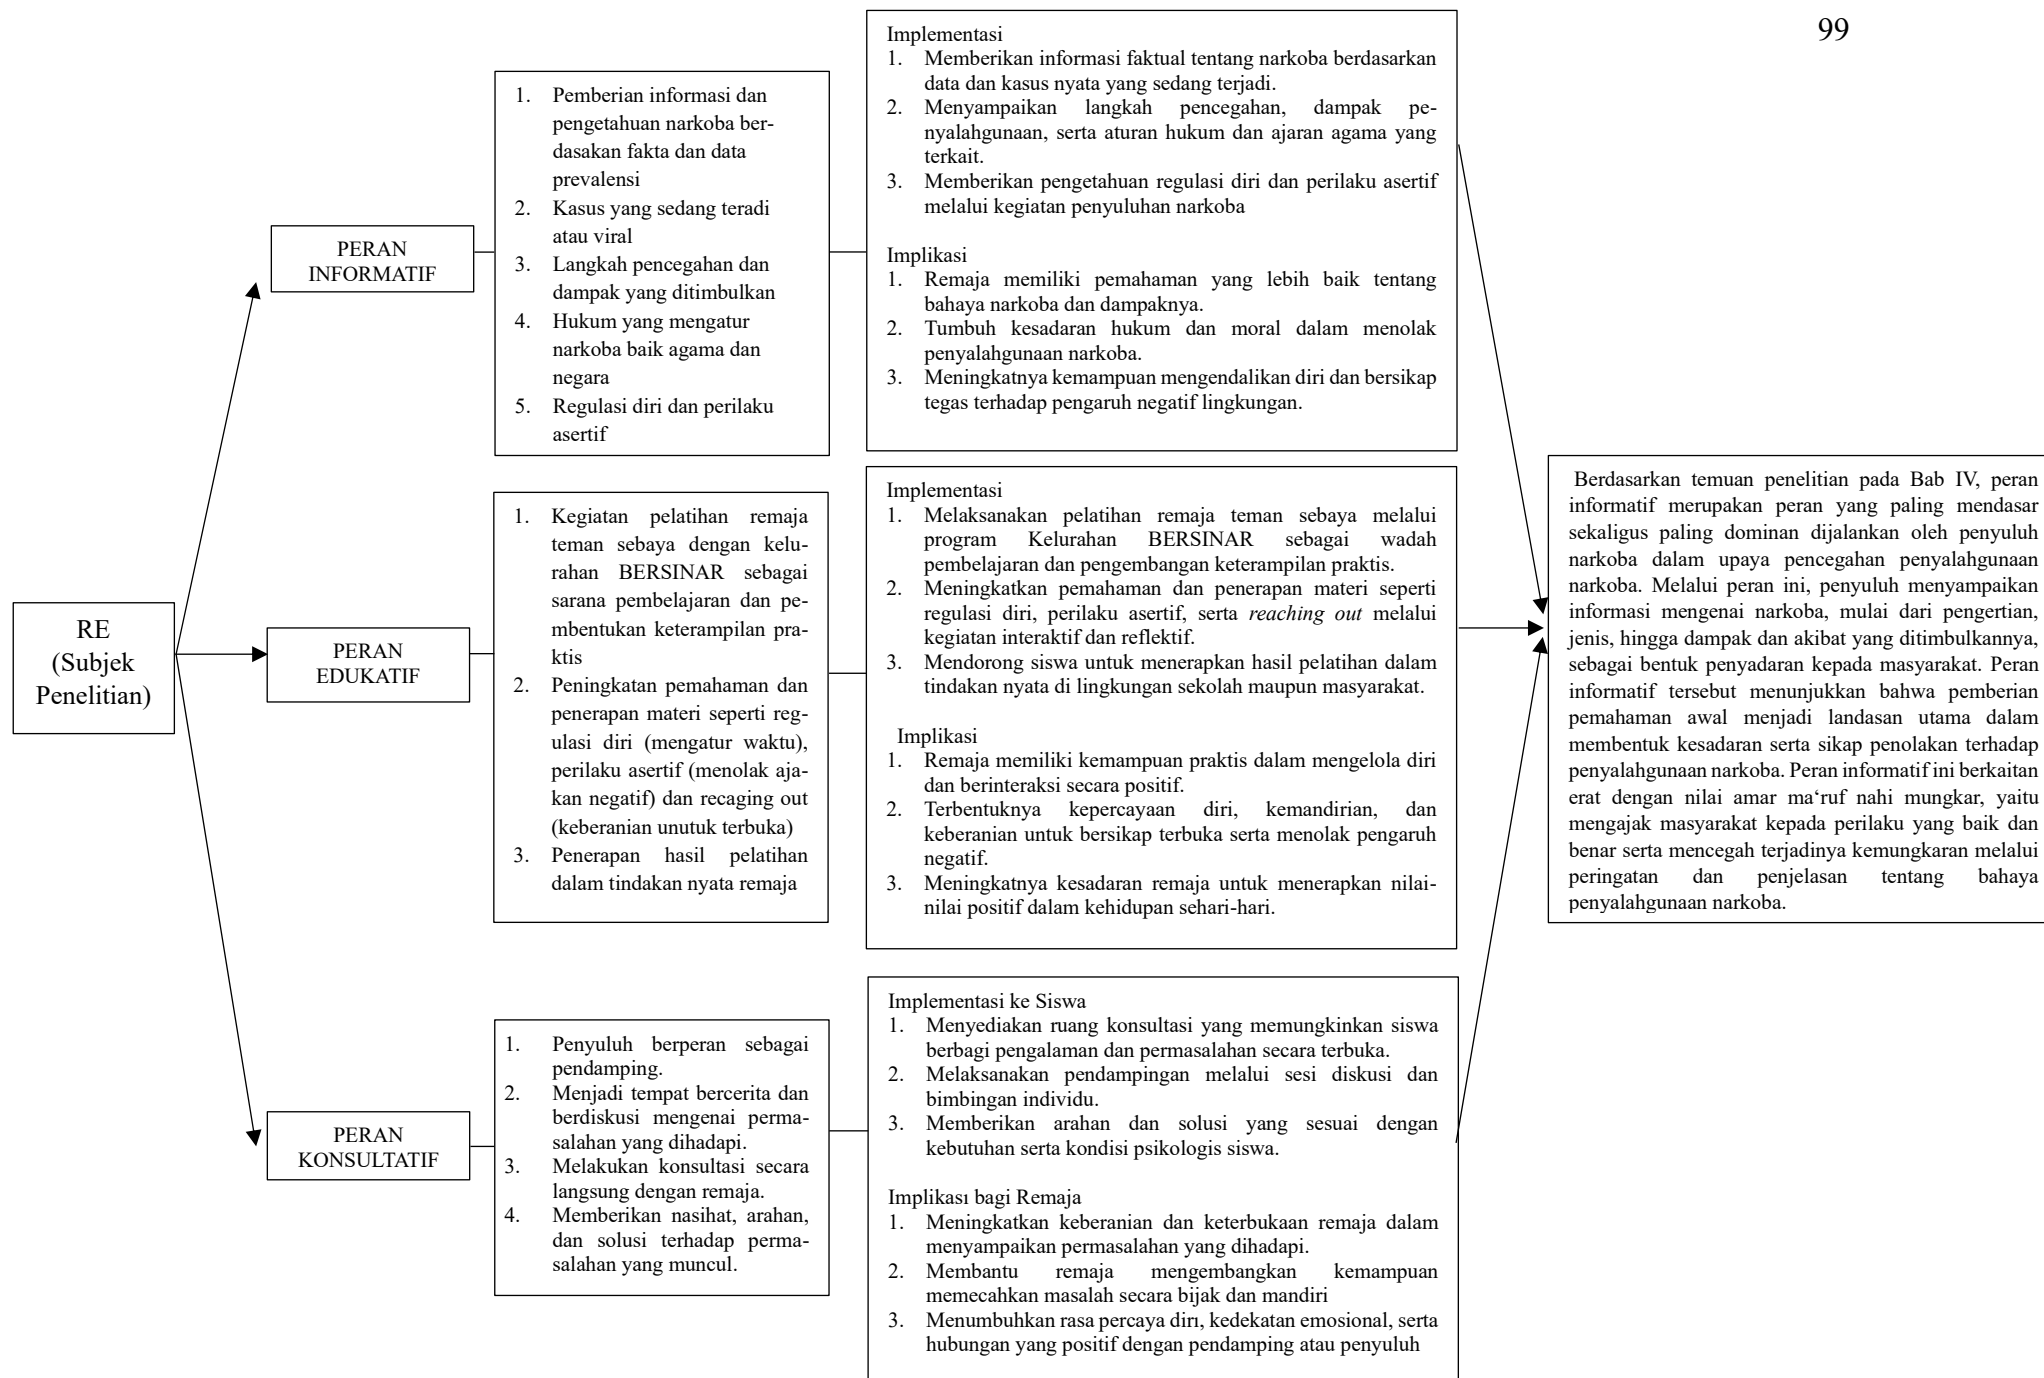 99
RE
(Subjek
Penelitian)
PERAN
INFORMATIF
1. Pemberian informasi dan
pengetahuan narkoba ber-
dasakan fakta dan data
prevalensi
2. Kasus yang sedang teradi
atau viral
3. Langkah pencegahan dan
dampak yang ditimbulkan
4. Hukum yang mengatur
narkoba baik agama dan
negara
5. Regulasi diri dan perilaku
asertif
Implementasi
1. Memberikan informasi faktual tentang narkoba berdasarkan
data dan kasus nyata yang sedang terjadi.
2. Menyampaikan langkah pencegahan, dampak pe-
nyalahgunaan, serta aturan hukum dan ajaran agama yang
terkait.
3. Memberikan pengetahuan regulasi diri dan perilaku asertif
melalui kegiatan penyuluhan narkoba
Implikasi
1. Remaja memiliki pemahaman yang lebih baik tentang
bahaya narkoba dan dampaknya.
2. Tumbuh kesadaran hukum dan moral dalam menolak
penyalahgunaan narkoba.
3. Meningkatnya kemampuan mengendalikan diri dan bersikap
tegas terhadap pengaruh negatif lingkungan.
PERAN
EDUKATIF
1. Kegiatan pelatihan remaja
teman sebaya dengan kelu-
rahan BERSINAR sebagai
sarana pembelajaran dan pe-
mbentukan keterampilan pra-
ktis
2. Peningkatan pemahaman dan
penerapan materi seperti reg-
ulasi diri (mengatur waktu),
perilaku asertif (menolak aja-
kan negatif) dan recaging out
(keberanian unutuk terbuka)
3. Penerapan hasil pelatihan
dalam tindakan nyata remaja
Implementasi
1. Melaksanakan pelatihan remaja teman sebaya melalui
program Kelurahan BERSINAR sebagai wadah
pembelajaran dan pengembangan keterampilan praktis.
2. Meningkatkan pemahaman dan penerapan materi seperti
regulasi diri, perilaku asertif, serta reaching out melalui
kegiatan interaktif dan reflektif.
3. Mendorong siswa untuk menerapkan hasil pelatihan dalam
tindakan nyata di lingkungan sekolah maupun masyarakat.
Implikasi
1. Remaja memiliki kemampuan praktis dalam mengelola diri
dan berinteraksi secara positif.
2. Terbentuknya kepercayaan diri, kemandirian, dan
keberanian untuk bersikap terbuka serta menolak pengaruh
negatif.
3. Meningkatnya kesadaran remaja untuk menerapkan nilai-
nilai positif dalam kehidupan sehari-hari.
PERAN
KONSULTATIF
1. Penyuluh berperan sebagai
pendamping.
2. Menjadi tempat bercerita dan
berdiskusi mengenai perma-
salahan yang dihadapi.
3. Melakukan konsultasi secara
langsung dengan remaja.
4. Memberikan nasihat, arahan,
dan solusi terhadap perma-
salahan yang muncul.
Implementasi ke Siswa
1. Menyediakan ruang konsultasi yang memungkinkan siswa
berbagi pengalaman dan permasalahan secara terbuka.
2. Melaksanakan pendampingan melalui sesi diskusi dan
bimbingan individu.
3. Memberikan arahan dan solusi yang sesuai dengan
kebutuhan serta kondisi psikologis siswa.
Implikasi bagi Remaja
1. Meningkatkan keberanian dan keterbukaan remaja dalam
menyampaikan permasalahan yang dihadapi.
2. Membantu remaja mengembangkan kemampuan
memecahkan masalah secara bijak dan mandiri
3. Menumbuhkan rasa percaya diri, kedekatan emosional, serta
hubungan yang positif dengan pendamping atau penyuluh
Berdasarkan temuan penelitian pada Bab IV, peran
informatif merupakan peran yang paling mendasar
sekaligus paling dominan dijalankan oleh penyuluh
narkoba dalam upaya pencegahan penyalahgunaan
narkoba. Melalui peran ini, penyuluh menyampaikan
informasi mengenai narkoba, mulai dari pengertian,
jenis, hingga dampak dan akibat yang ditimbulkannya,
sebagai bentuk penyadaran kepada masyarakat. Peran
informatif tersebut menunjukkan bahwa pemberian
pemahaman awal menjadi landasan utama dalam
membentuk kesadaran serta sikap penolakan terhadap
penyalahgunaan narkoba. Peran informatif ini berkaitan
erat dengan nilai amar ma‘ruf nahi mungkar, yaitu
mengajak masyarakat kepada perilaku yang baik dan
benar serta mencegah terjadinya kemungkaran melalui
peringatan dan penjelasan tentang bahaya
penyalahgunaan narkoba.